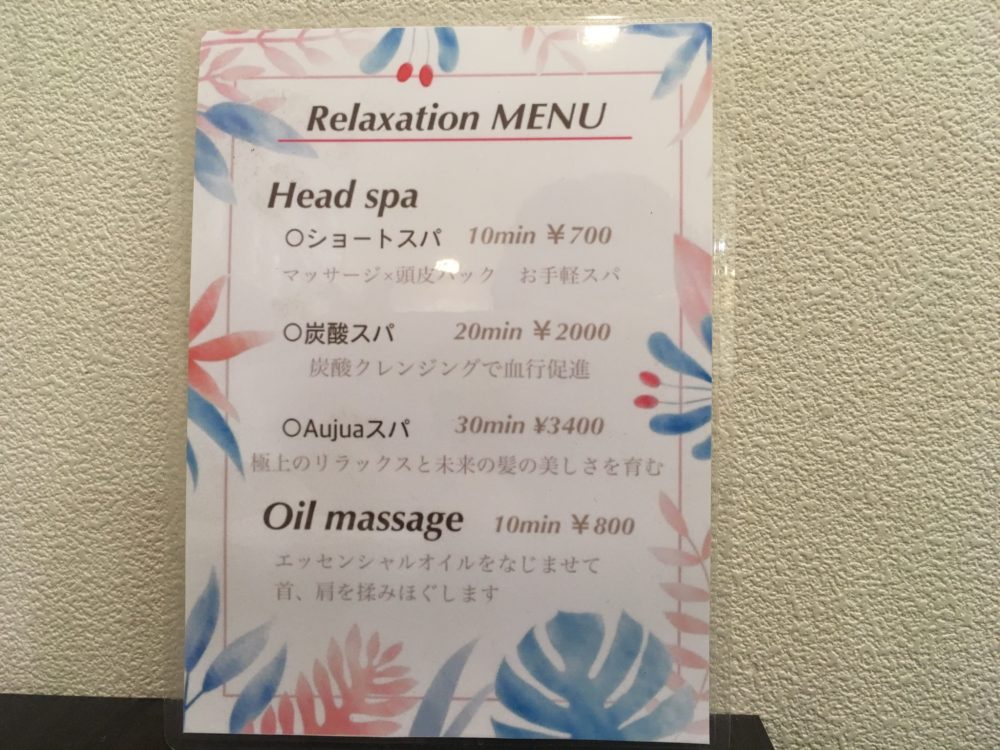 Relaxation MENU
Head spa
○ショートスパ 10min ￥700
マッサージ×頭皮パック お手軽スパ
○炭酸スパ 20min ￥2000
炭酸クレンジングで血行促進
○Aujuaスパ 30min ¥3400
極上のリラックスと未来の髪の美しさを育む
Oil massage 10min ￥800
エッセンシャルオイルをなじませて
首、肩を揉みほぐします